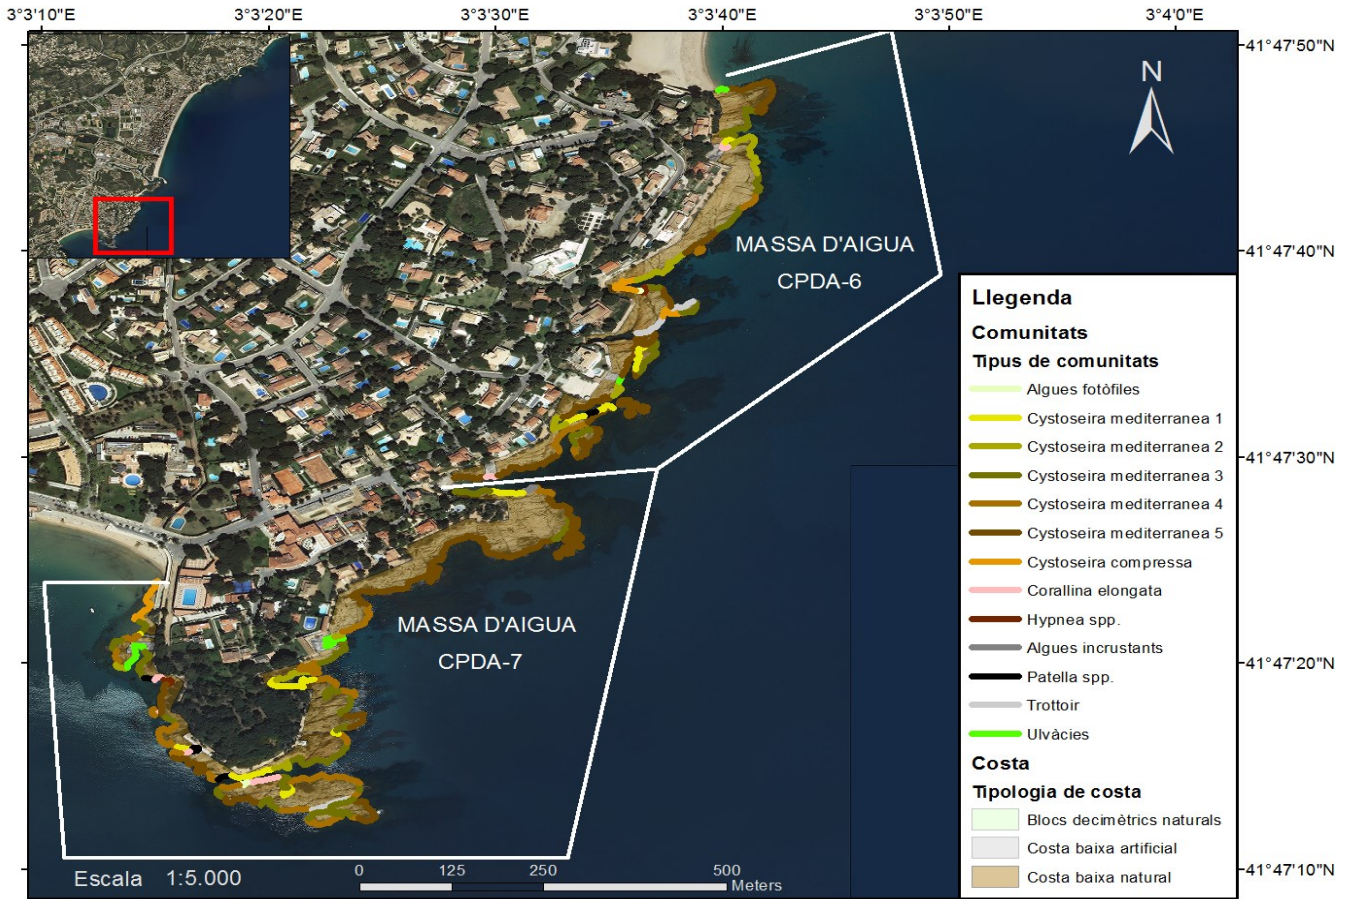 3°3'10"E 3°3'20"E 3°3'30"E 3°3'40"E 3°3'50"E 3°4'0"E
41°47'50"N
N
MASSA D'AIGUA
CPDA-6
41°47'40"N
Llegenda
Comunitats
Tipus de comunitats
Algues fotòfiles
Cystoseira mediterranea 1
Cystoseira mediterranea 2
41°47'30"N
Cystoseira mediterranea 3
Cystoseira mediterranea 4
Cystoseira mediterranea 5
Cystoseira compressa
Corallina elongata
Hypnea spp.
MASSA D'AIGUA
CPDA-7
Algues incrustants
41°47'20"N
Patella spp.
Trottoir
Ulvàcies
Costa
Tipologia de costa
Blocs decimètrics naturals
Costa baixa artificial
Costa baixa natural
41°47'10"N
Escala 1:5.000
0 125 250 500
Meters